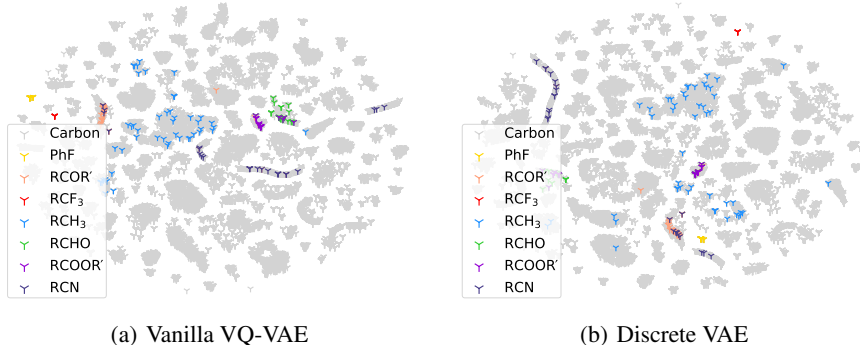 Carbon
PhF
RCOR′
RCF3
RCH3
RCHO
RCOOR′
RCN
(a) Vanilla VQ-VAE
Carbon
PhF
RCOR′
RCF3
RCH3
RCHO
RCOOR′
RCN
(b) Discrete VAE